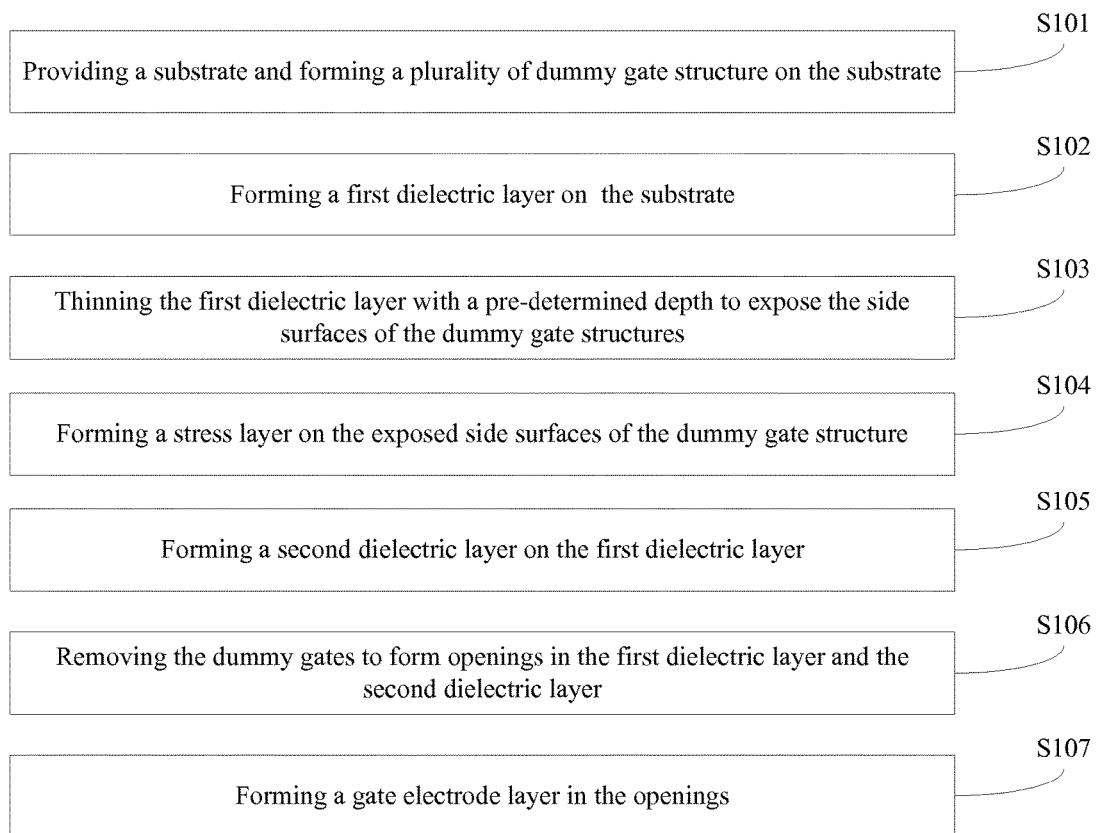 S101
Providing a substrate and forming a plurality of dummy gate structure on the substrate
S102
Forming a first dielectric layer on the substrate
S103
Thinning the first dielectric layer with a pre-determined depth to expose the side
surfaces of the dummy gate structures
S104
Forming a stress layer on the exposed side surfaces of the dummy gate structure
S105
Forming a second dielectric layer on the first dielectric layer
S106
Removing the dummy gates to form openings in the first dielectric layer and the
second dielectric layer
S107
Forming a gate electrode layer in the openings